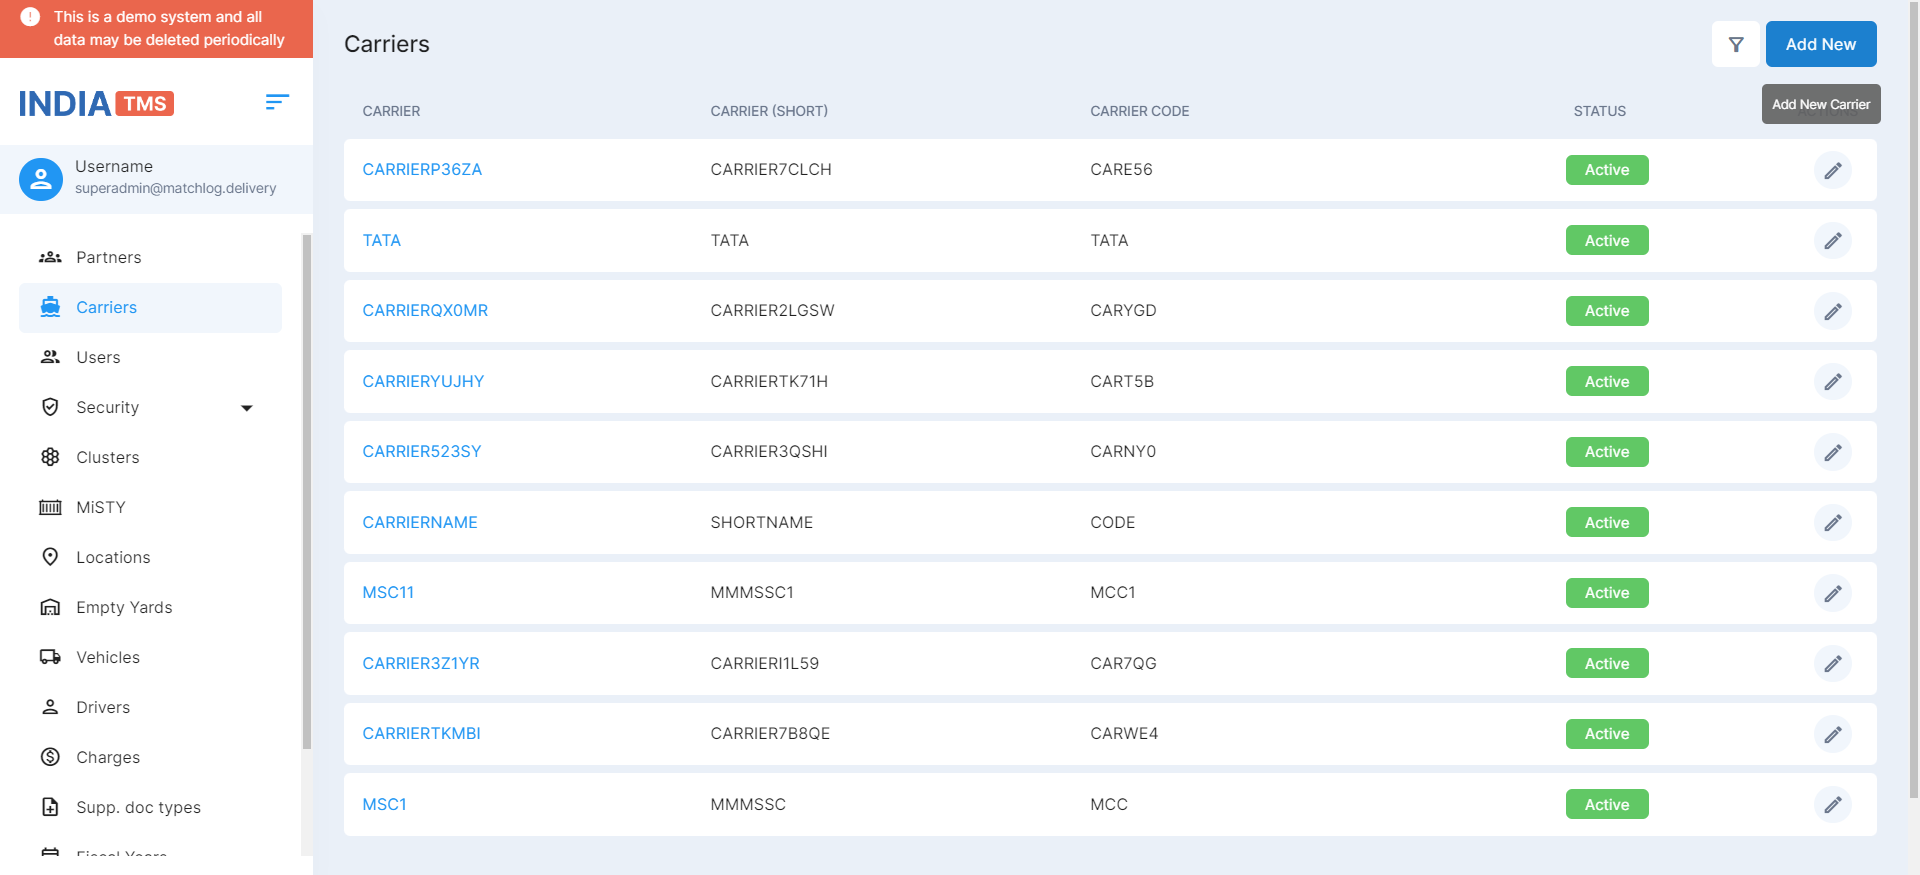 This is a demo system and all
data may be deleted periodically
INDIA TMS
Username
superadmin@matchlog.delivery
Partners
Carriers
Users
Security
Clusters
MiSTY
Locations
Empty Yards
Vehicles
Drivers
Charges
Supp. doc types
Fiscal Years
Carriers
Add New
Add New Carrier
CARRIER CARRIER (SHORT) CARRIER CODE STATUS ACTIONS
CARRIERP36ZA CARRIER7CLCH CARE56 Active
TATA TATA TATA Active
CARRIERQX0MR CARRIER2LGSW CARYGD Active
CARRIERYUJHY CARRIERTK71H CART5B Active
CARRIER523SY CARRIER3QSHI CARNY0 Active
CARRIERNAME SHORTNAME CODE Active
MSC11 MMMSSC1 MCC1 Active
CARRIER3Z1YR CARRIERI1L59 CAR7QG Active
CARRIERTKMBI CARRIER7B8QE CARWE4 Active
MSC1 MMMSSC MCC Active